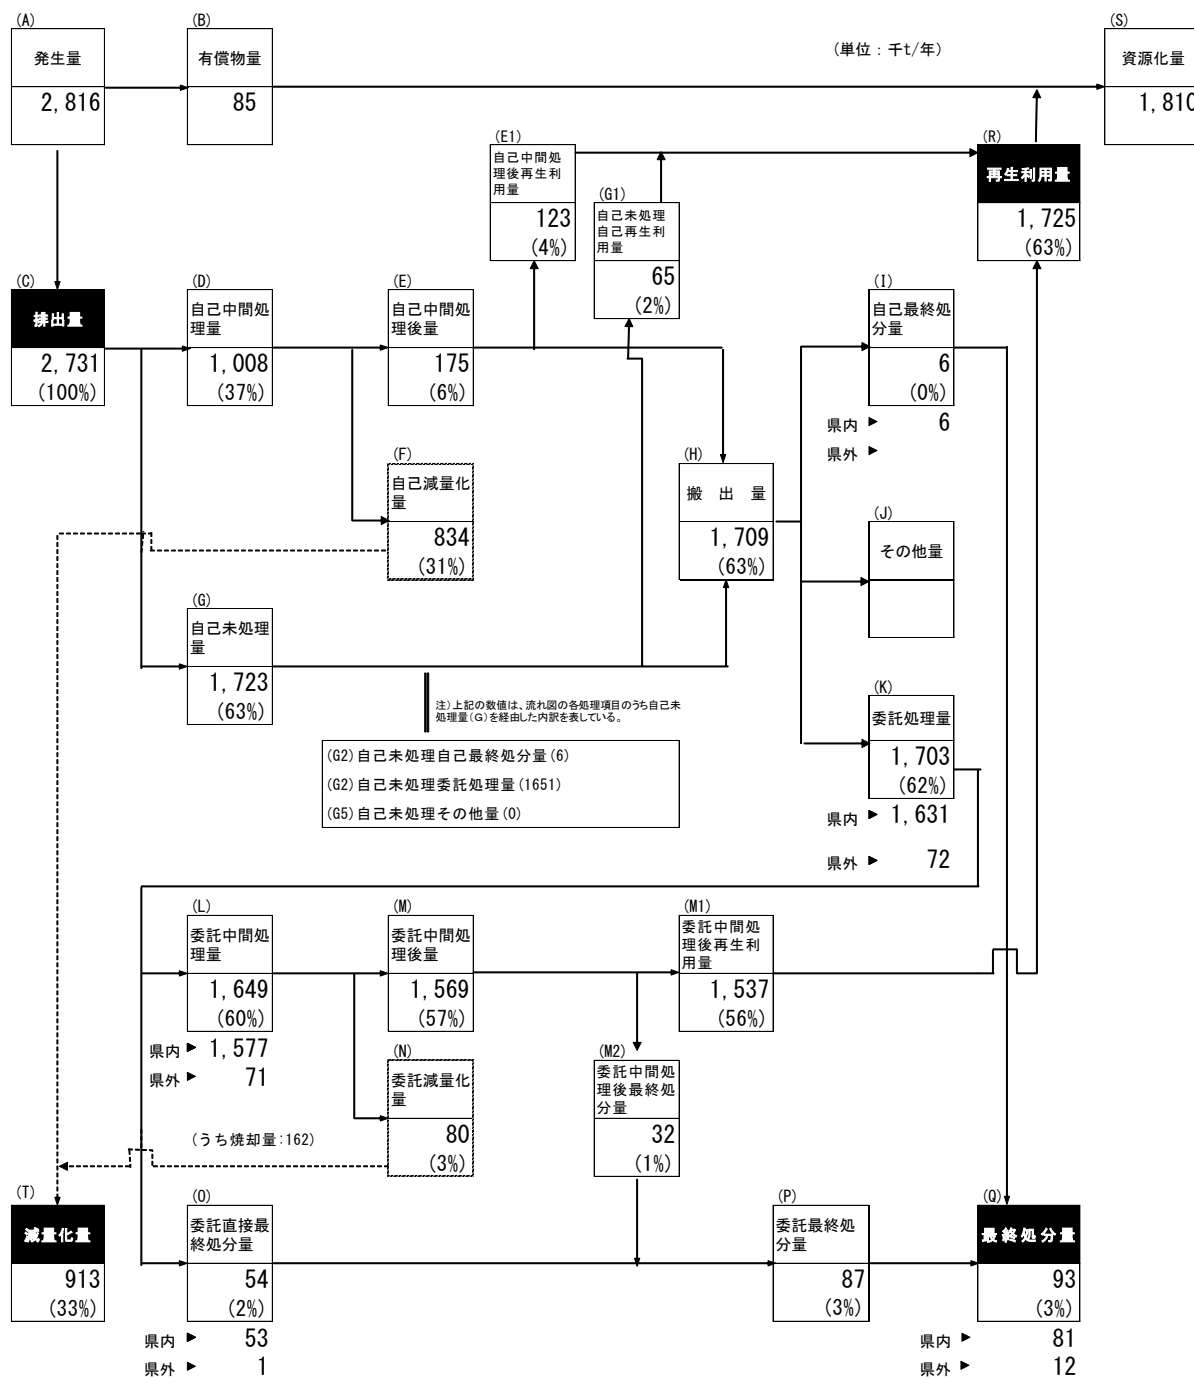 (A)
発生量
2,816
(B)
有償物量
85
(単位：千t/年)
(S)
資源化量
1,810
(E1)
自己中間処
理後再生利
用量
123
(4%)
(G1)
自己未処理
自己再生利
用量
65
(2%)
(R)
再生利用量
1,725
(63%)
(C)
排出量
2,731
(100%)
(D)
自己中間処
理量
1,008
(37%)
(E)
自己中間処
理後量
175
(6%)
(I)
自己最終処
分量
6
(0%)
県内 ▶ 6
県外 ▶
(F)
自己減量化
量
834
(31%)
(H)
搬 出 量
1,709
(63%)
(J)
その他量
(G)
自己未処理
量
1,723
(63%)
注)上記の数値は、流れ図の各処理項目のうち自己未
処理量(G)を経由した内訳を表している。
(G2)自己未処理自己最終処分量(6)
(G2)自己未処理委託処理量(1651)
(G5)自己未処理その他量(0)
(K)
委託処理量
1,703
(62%)
県内 ▶ 1,631
県外 ▶ 72
(L)
委託中間処
理量
1,649
(60%)
県内 ▶ 1,577
県外 ▶ 71
(M)
委託中間処
理後量
1,569
(57%)
(M1)
委託中間処
理後再生利
用量
1,537
(56%)
(N)
委託減量化
量
80
(3%)
(M2)
委託中間処
理後最終処
分量
32
(1%)
(うち焼却量:162)
(T)
減量化量
913
(33%)
(O)
委託直接最
終処分量
54
(2%)
県内 ▶ 53
県外 ▶ 1
(P)
委託最終処
分量
87
(3%)
(Q)
最終処分量
93
(3%)
県内 ▶ 81
県外 ▶ 12